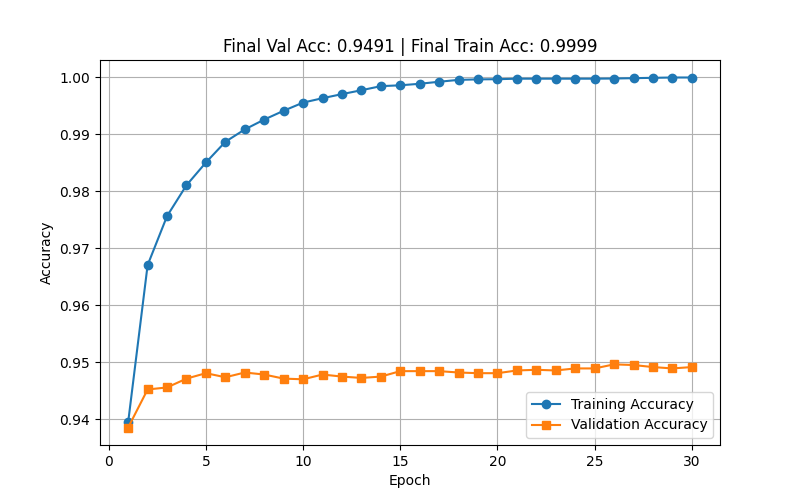 Final Val Acc: 0.9491 | Final Train Acc: 0.9999
1.00
0.99
0.98
0.97
0.96
0.95
0.94
Accuracy
Training Accuracy
Validation Accuracy
0 5 10 15 20 25 30
Epoch